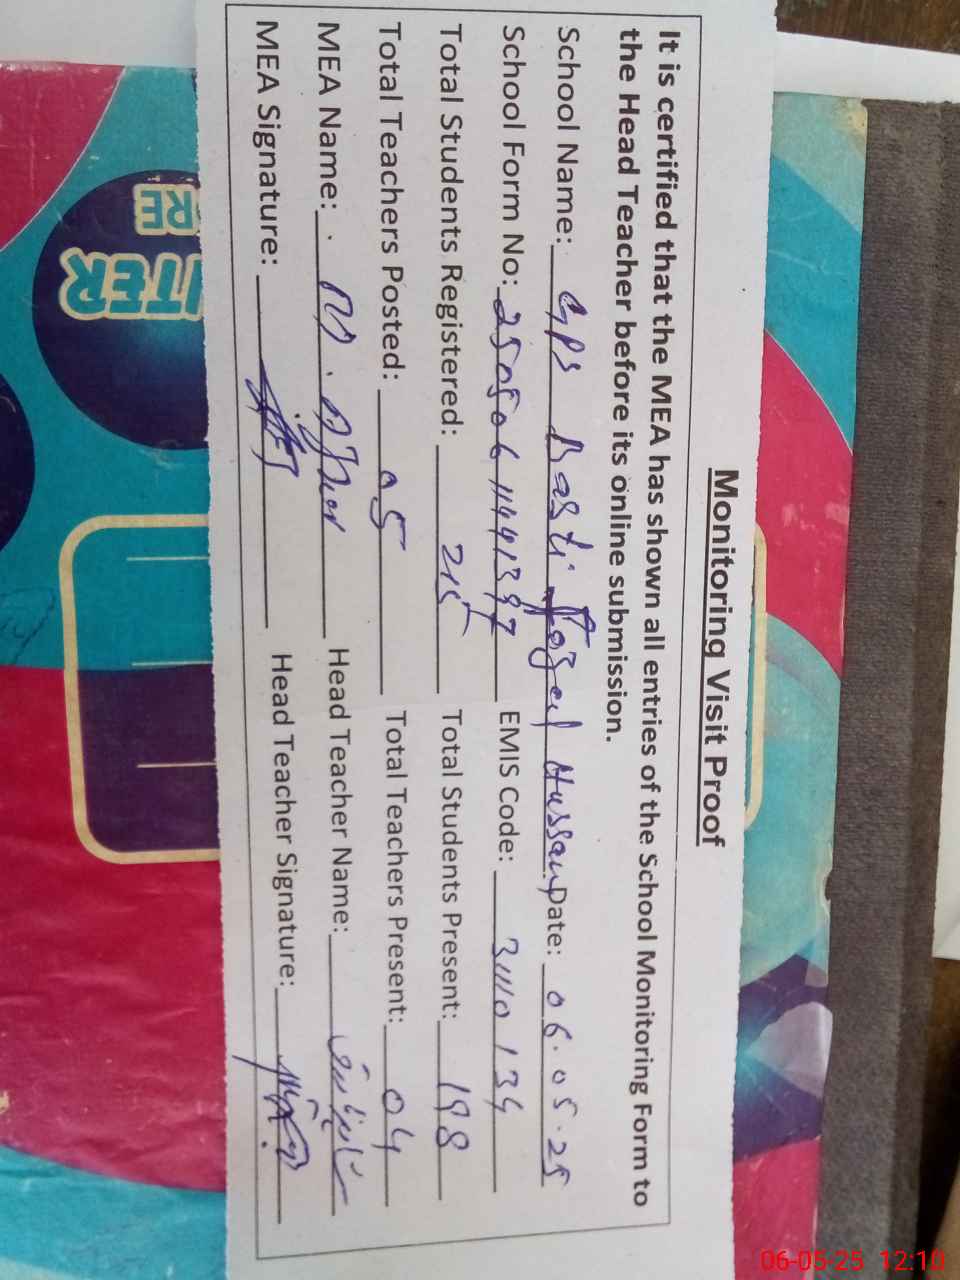 Monitoring Visit Proof
It is certified that the MEA has shown all entries of the School Monitoring Form to
the Head Teacher before its online submission.
School Name: GPS Basti Hussain Date: 06.05.25
School Form No: EMIS Code: 31110134
Total Students Registered: 215 Total Students Present: 198
Total Teachers Posted: 05 Total Teachers Present: 04
MEA Name: Head Teacher Name:
MEA Signature: Head Teacher Signature:
RE
ITER
06-05-25 12:10